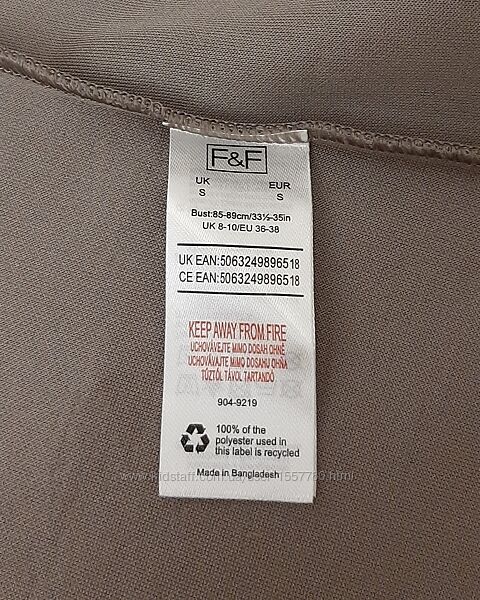 F&F
UK EUR
S S
Bust:85-89cm/33½-35in
UK 8-10/EU 36-38
UK EAN:5063249896518
CE EAN:5063249896518
KEEP AWAY FROM FIRE
UCHOVÁVEJTE MIMO DOSAH OHNĚ
UCHOVÁVAJTE MIMO DOSAHU OHŇA
TŰZTŐL TÁVOL TARTANDÓ
904-9219
100% of the
polyester used in
this label is recycled
Made in Bangladesh